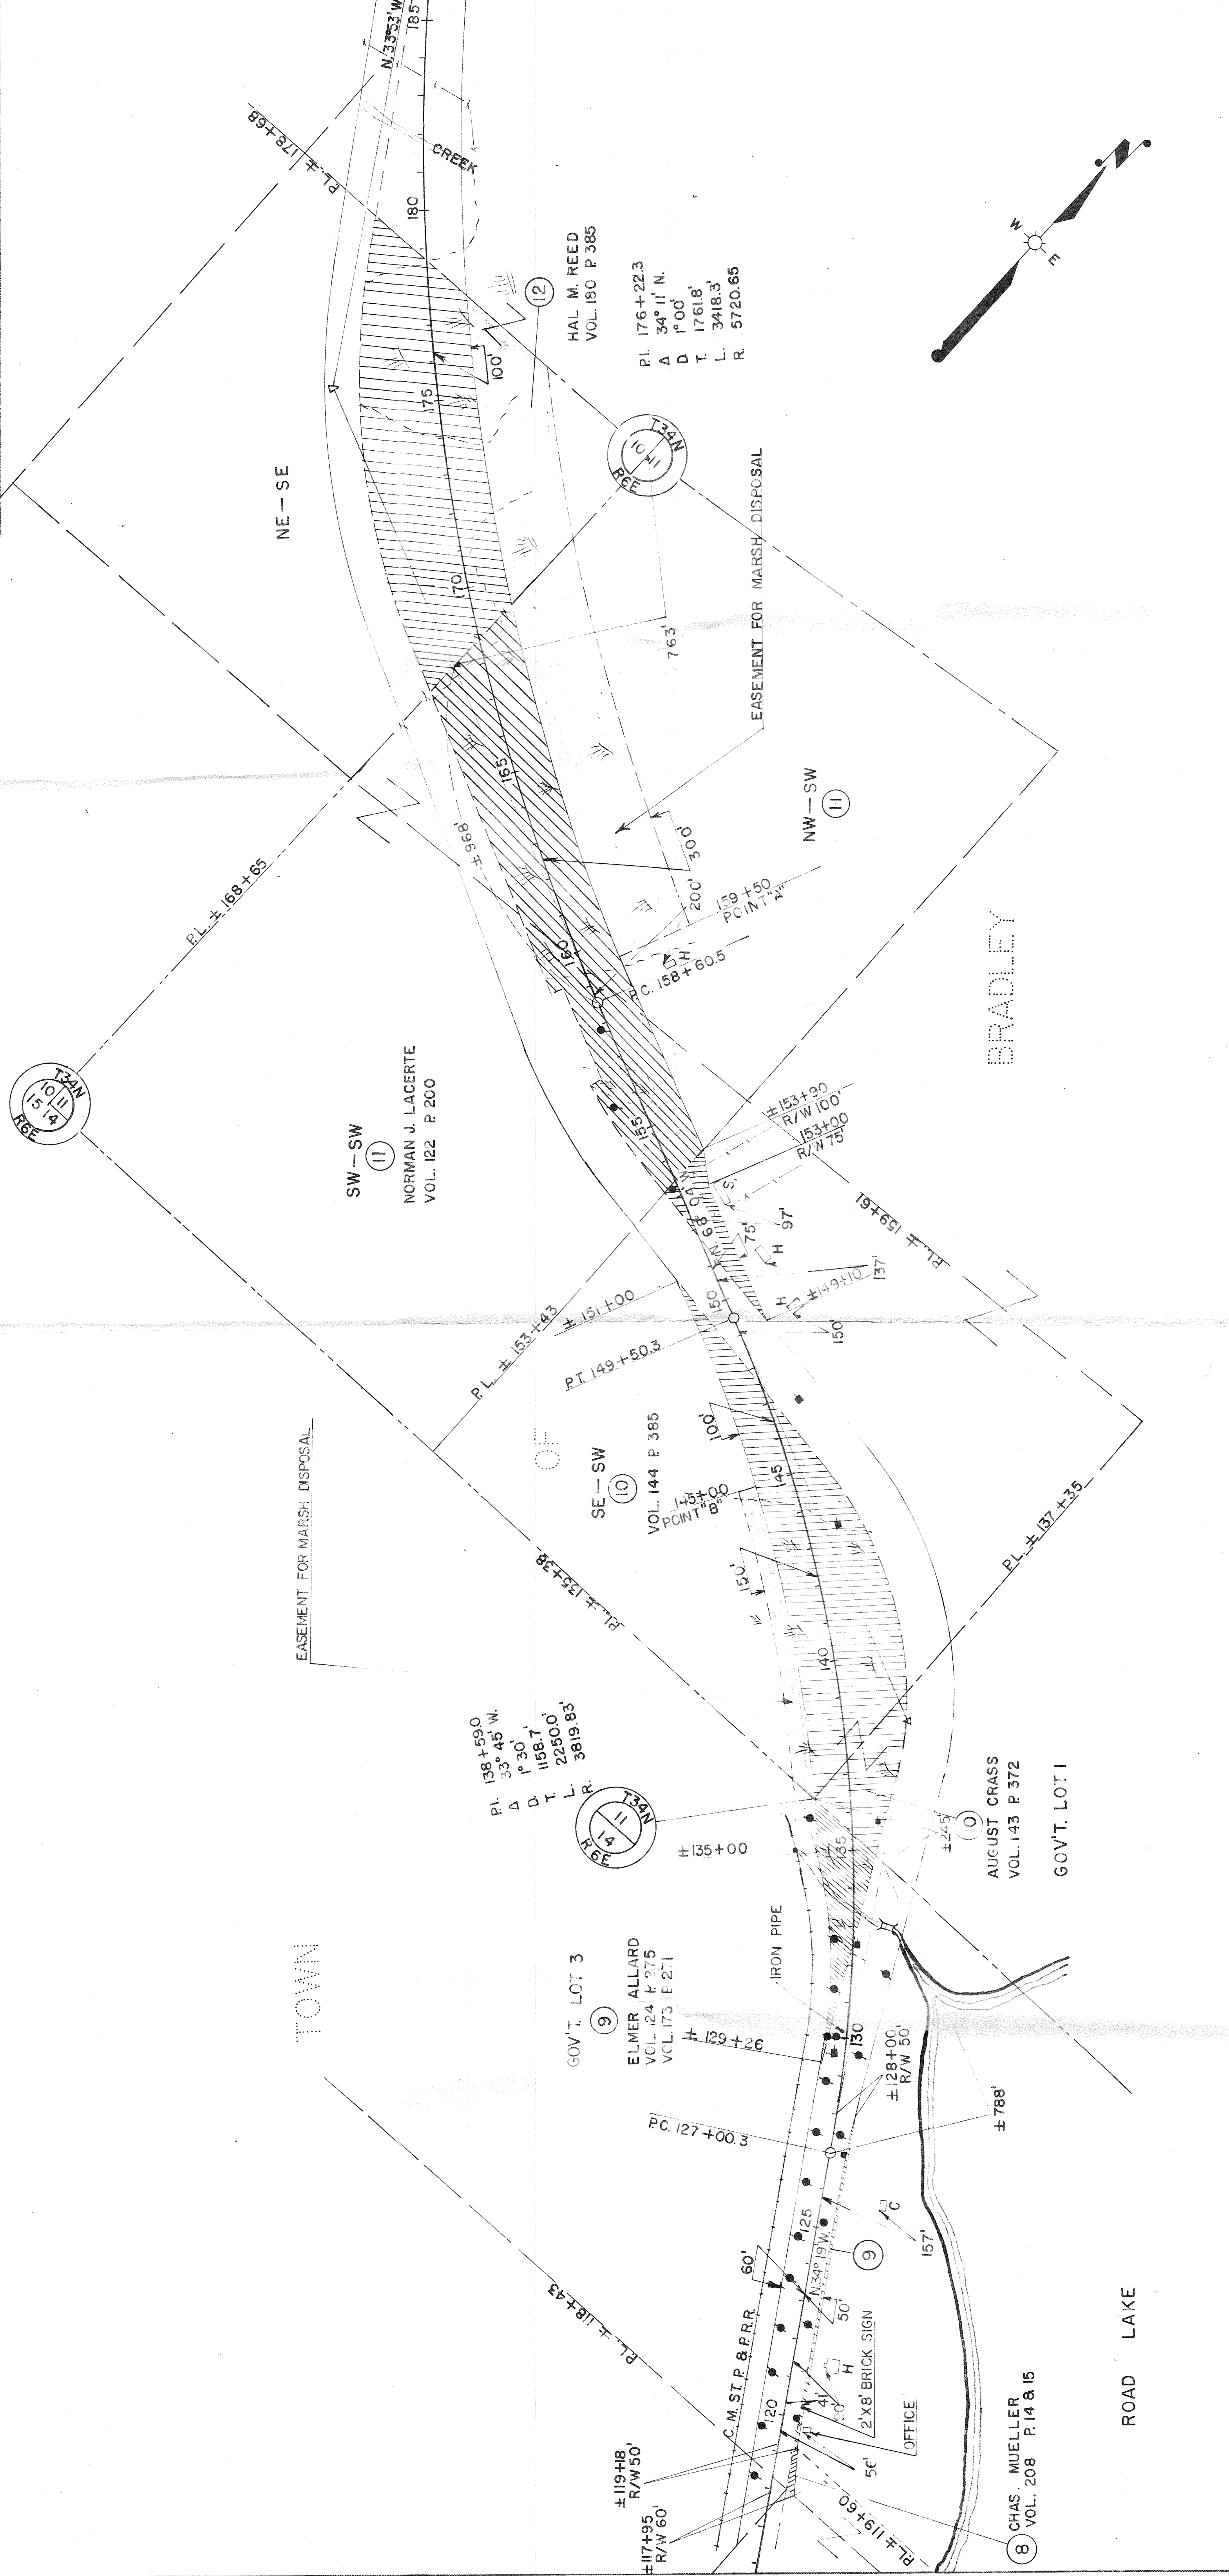 N. 33°53' W.
185
P.L. ± 178+68
CREEK
180
12
HAL M. REED
VOL. 180 P. 385
P.I. 176+22.3
Δ 34° 11' N.
D. 1° 00'
T. 1761.8'
L. 3418.3'
R. 5720.65
W
E
N
100'
175
NE—SE
T34N
10 11
R6E
170
763'
EASEMENT FOR MARSH DISPOSAL
165
± 968'
300'
200'
NW—SW
11
P.L. ± 168+65
159+50
POINT "A"
160
H
P.C. 158+60.5
BRADLEY
T34N
10 11
15 14
R6E
SW—SW
11
NORMAN J. LACERTE
VOL. 122 P. 200
155
±153+90
R/W 100'
153+00
R/W 75'
S.
97'
75'
H
P.L. ± 159+61
137'
H
±149+10
150
150'
± 151+00
P.L. ± 153+43
P.T. 149+50.3
OF
100'
SE—SW
10
VOL. 144 P. 385
145+00
POINT "B"
145
EASEMENT FOR MARSH DISPOSAL
P.L. ± 135+38
150'
P.L. ± 137+35
140
P.I. 138+59.0
Δ 33° 45' W.
D. 1° 30'
T. 1158.7'
L. 2250.0'
R. 3819.83'
T34N
11
14
R6E
±135+00
135
±245'
10
AUGUST CRASS
VOL. 143 P. 372
GOV'T. LOT 1
TOWN
IRON PIPE
GOV'T. LOT 3
9
ELMER ALLARD
VOL. 124 P. 275
VOL. 173 P. 271
± 129+26
130
±128+00
R/W 50'
±788'
P.C. 127+00.3
125
C
157'
N 34° 19' W.
9
60'
50'
P.L. ± 118+43
C. M. ST. P. & P. R.R.
H
2'X8' BRICK SIGN
41'
90'
120
OFFICE
56'
±119+18
R/W 50'
±117+95
R/W 60'
P.L. ± 119+60
8
CHAS. MUELLER
VOL. 208 P. 14 & 15
ROAD LAKE